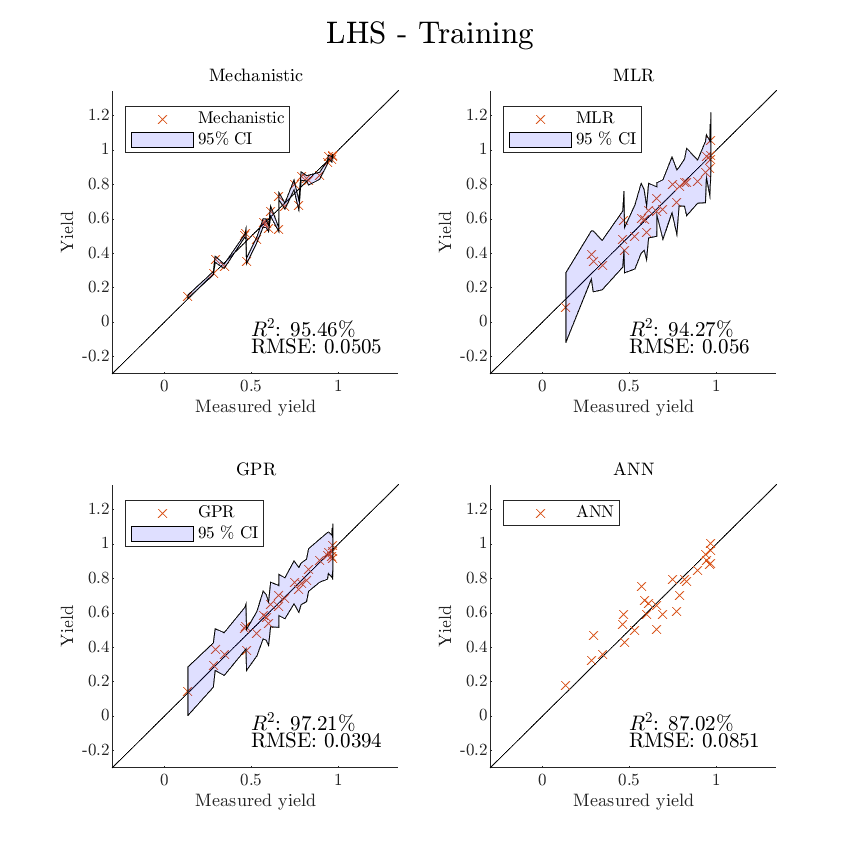 LHS - Training
Mechanistic
1.2
1
0.8
0.6
0.4
0.2
0
-0.2
Yield
Mechanistic
95% CI
R²: 95.46%
RMSE: 0.0505
0 0.5 1
Measured yield
MLR
1.2
1
0.8
0.6
0.4
0.2
0
-0.2
Yield
MLR
95 % CI
R²: 94.27%
RMSE: 0.056
0 0.5 1
Measured yield
GPR
1.2
1
0.8
0.6
0.4
0.2
0
-0.2
Yield
GPR
95 % CI
R²: 97.21%
RMSE: 0.0394
0 0.5 1
Measured yield
ANN
1.2
1
0.8
0.6
0.4
0.2
0
-0.2
Yield
ANN
R²: 87.02%
RMSE: 0.0851
0 0.5 1
Measured yield